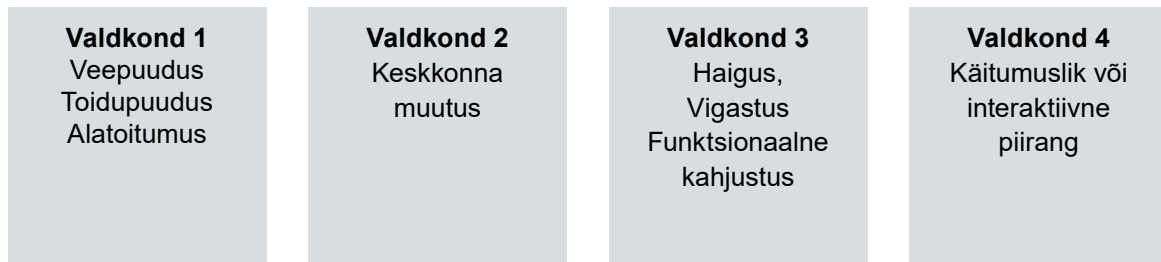 Valdkond 1
Veepuudus
Toidupuudus
Alatoitumus
Valdkond 2
Keskkonna
muutus
Valdkond 3
Haigus,
Vigastus
Funktsionaalne
kahjustus
Valdkond 4
Käitumuslik või
interaktiivne
piirang